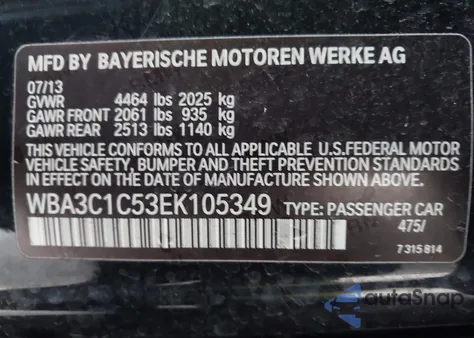 MFD BY BAYERISCHE MOTOREN WERKE AG
07/13
GVWR 4464 lbs 2025 kg
GAWR FRONT 2061 lbs 935 kg
GAWR REAR 2513 lbs 1140 kg
THIS VEHICLE CONFORMS TO ALL APPLICABLE U.S.FEDERAL MOTOR
VEHICLE SAFETY, BUMPER AND THEFT PREVENTION STANDARDS
IN EFFECT ON THE DATE OF MANUFACTURE SHOWN ABOVE.
WBA3C1C53EK105349 TYPE: PASSENGER CAR
475/
7 315 814
autoSnap